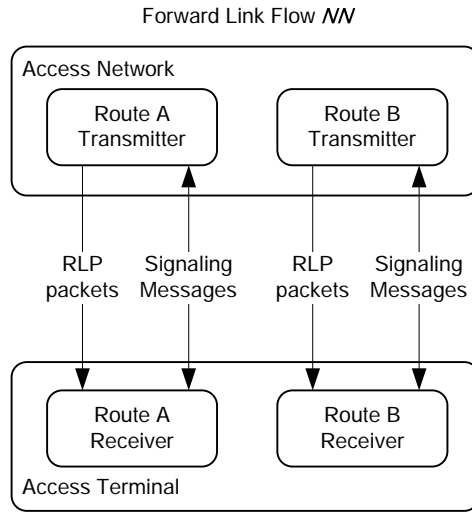 Forward Link Flow NN
Access Network
Route A
Transmitter
Route B
Transmitter
RLP
packets
Signaling
Messages
RLP
packets
Signaling
Messages
Route A
Receiver
Route B
Receiver
Access Terminal